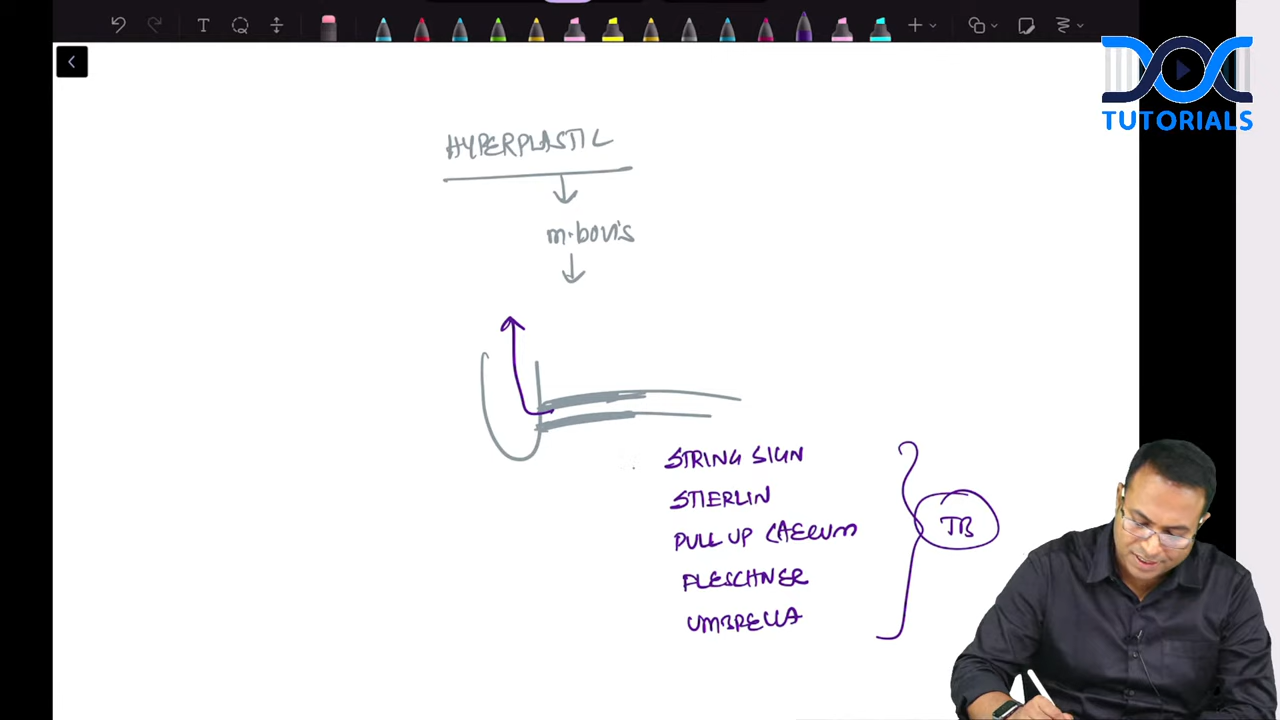 DOC
TUTORIALS
T
HYPERPLASTIC
m.bovis
STRING SIGN
STIERLIN
PULL UP CAECUM
FLESCHNER
UMBRELLA
TB